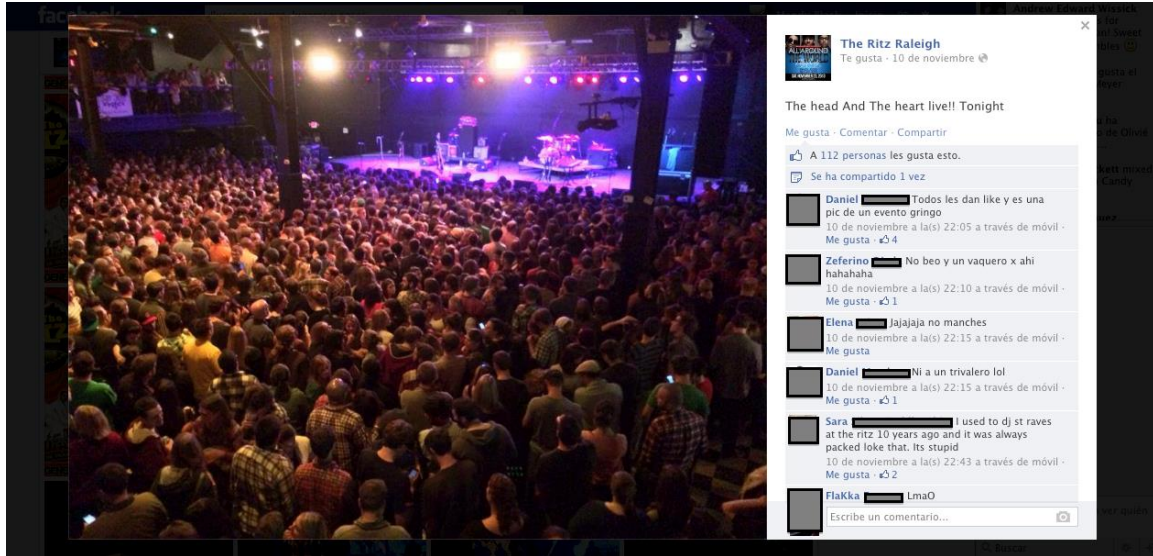 facebook
Andrew Edward Wissick
The Ritz Raleigh
Te gusta · 10 de noviembre
The head And The heart live!! Tonight
Me gusta · Comentar · Compartir
A 112 personas les gusta esto.
Se ha compartido 1 vez
Daniel Todos les dan like y es una
pic de un evento gringo
10 de noviembre a la(s) 22:05 a través de móvil ·
Me gusta · 4
Zeferino No beo y un vaquero x ahi
hahahaha
10 de noviembre a la(s) 22:10 a través de móvil ·
Me gusta · 1
Elena Jajajaja no manches
10 de noviembre a la(s) 22:15 a través de móvil ·
Me gusta
Daniel Ni a un trivalero lol
10 de noviembre a la(s) 22:15 a través de móvil ·
Me gusta · 1
Sara I used to dj st raves
at the ritz 10 years ago and it was always
packed loke that. Its stupid
10 de noviembre a la(s) 22:43 a través de móvil ·
Me gusta · 2
FlaKka LmaO
Escribe un comentario...
Buscar